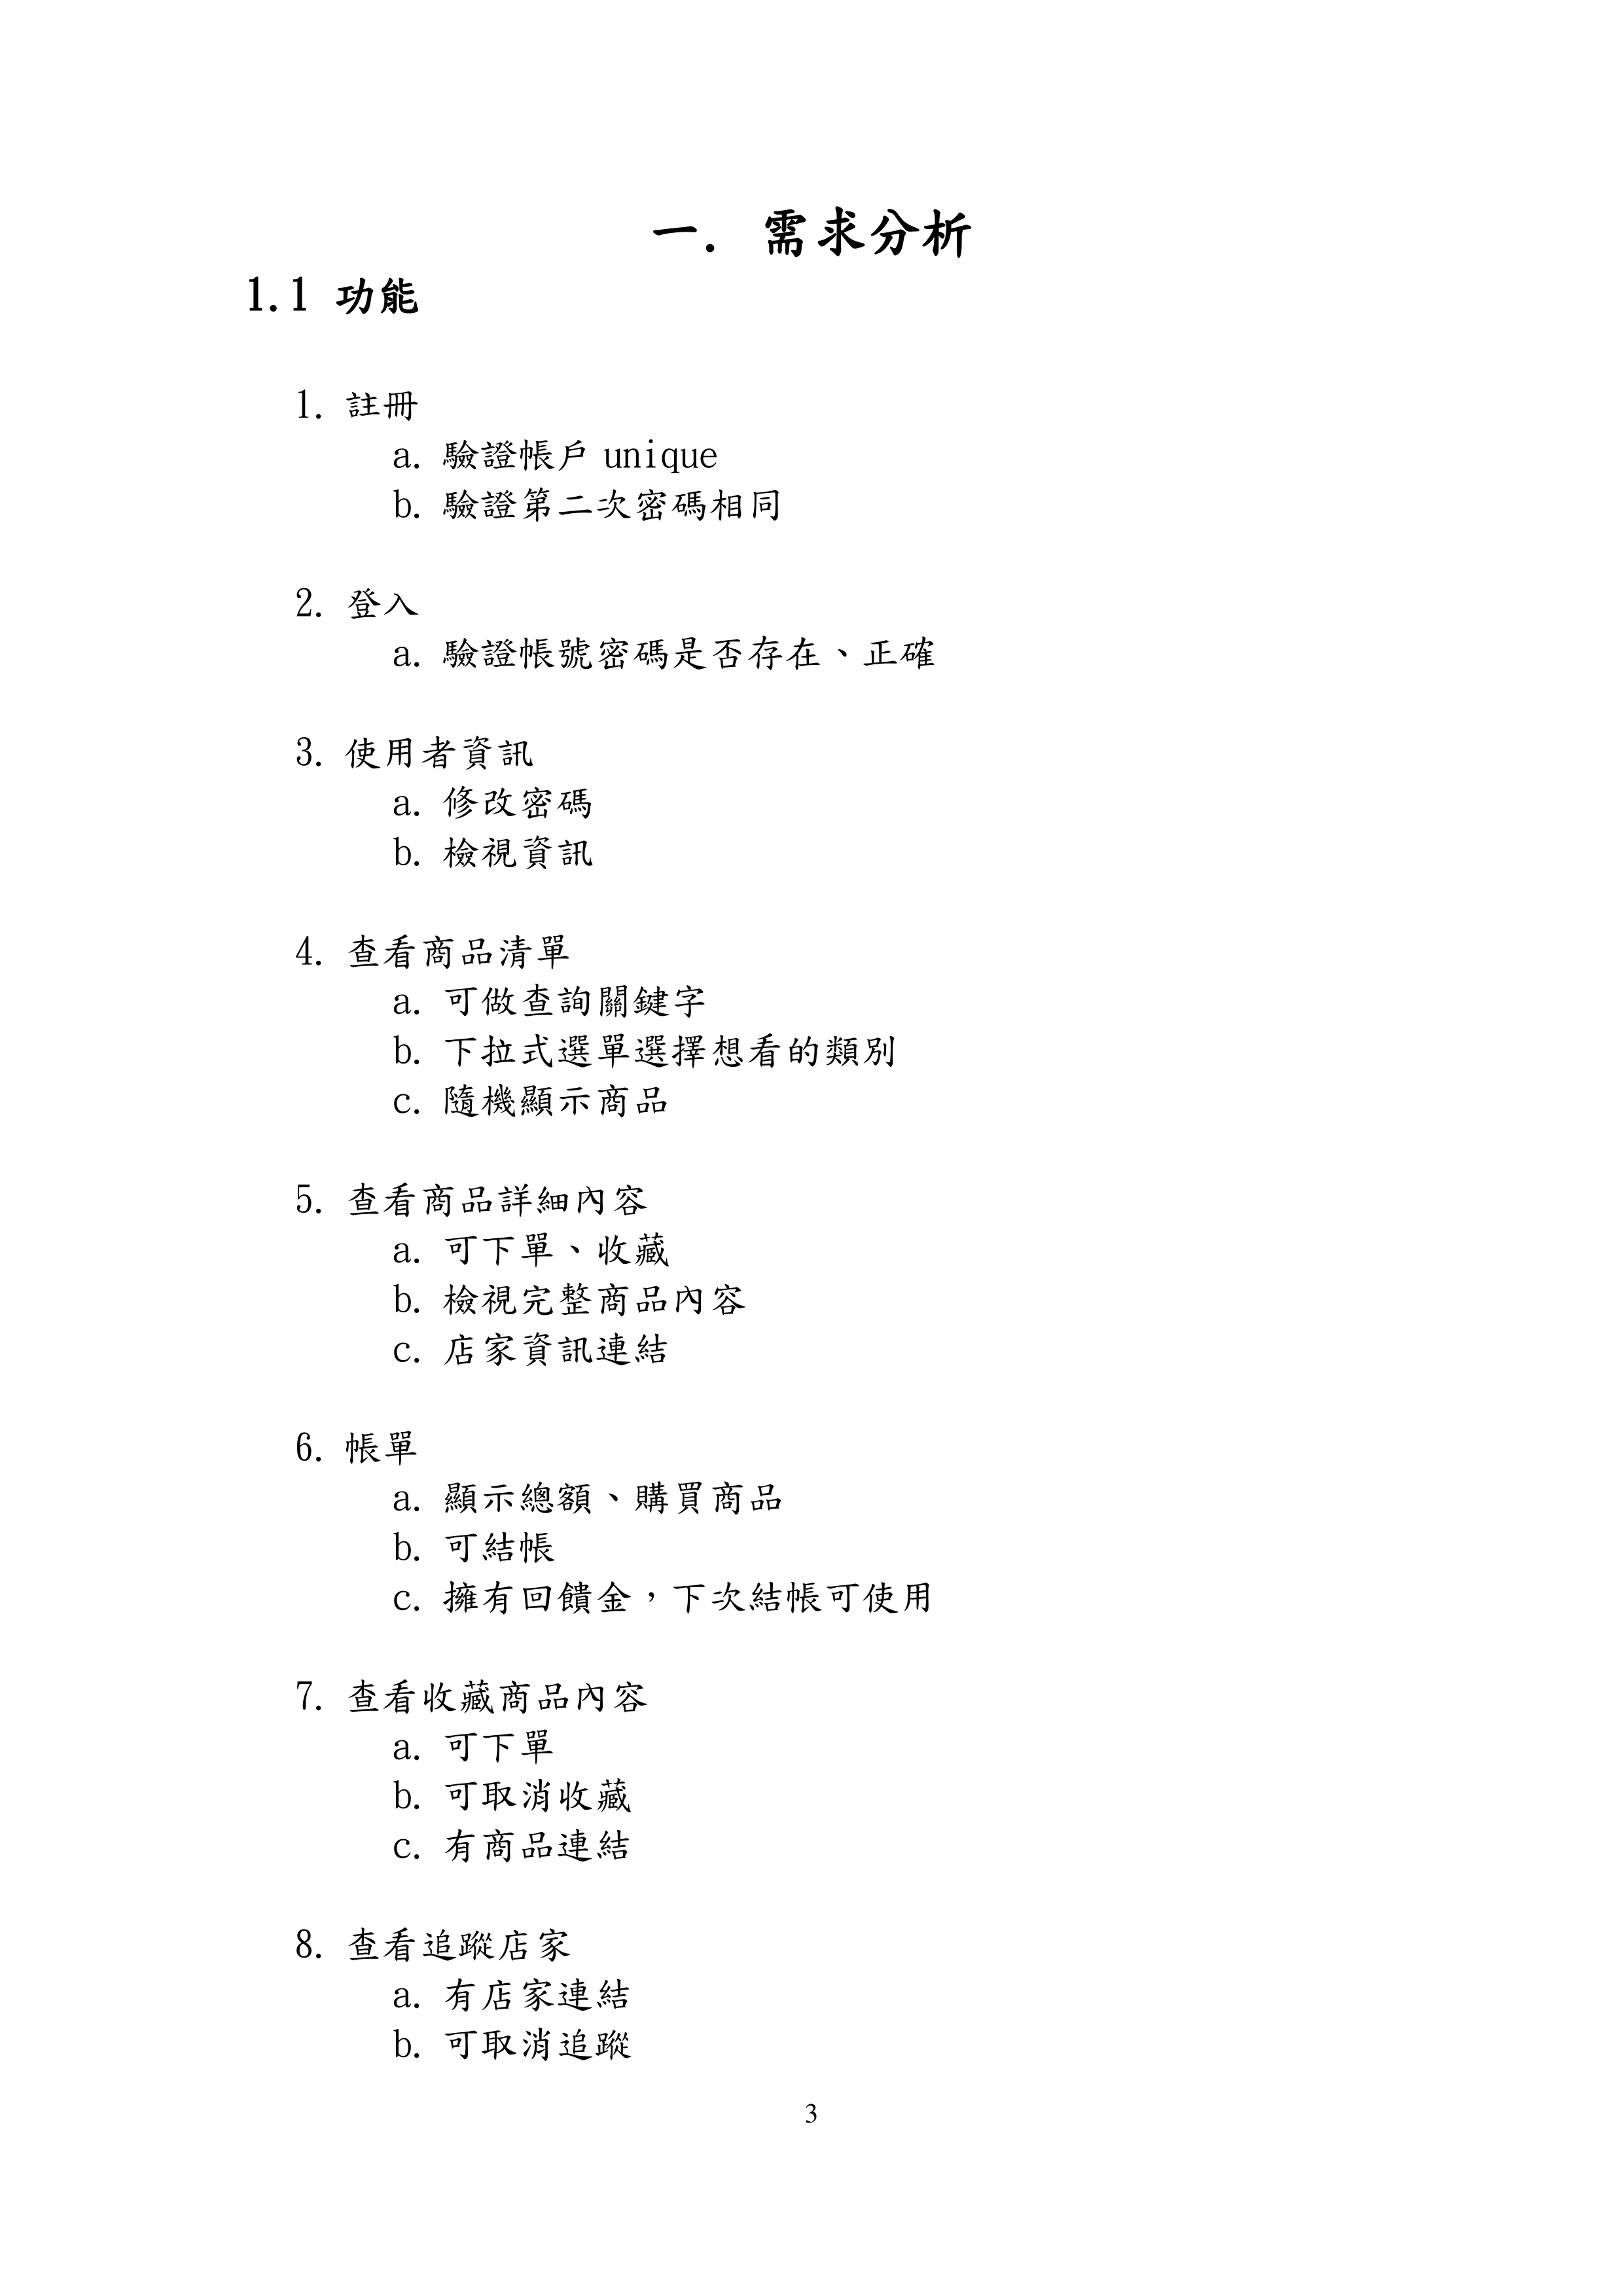 一. 需求分析
1.1 功能
1. 註冊
a. 驗證帳戶 unique
b. 驗證第二次密碼相同
2. 登入
a. 驗證帳號密碼是否存在、正確
3. 使用者資訊
a. 修改密碼
b. 檢視資訊
4. 查看商品清單
a. 可做查詢關鍵字
b. 下拉式選單選擇想看的類別
c. 隨機顯示商品
5. 查看商品詳細內容
a. 可下單、收藏
b. 檢視完整商品內容
c. 店家資訊連結
6. 帳單
a. 顯示總額、購買商品
b. 可結帳
c. 擁有回饋金，下次結帳可使用
7. 查看收藏商品內容
a. 可下單
b. 可取消收藏
c. 有商品連結
8. 查看追蹤店家
a. 有店家連結
b. 可取消追蹤
3